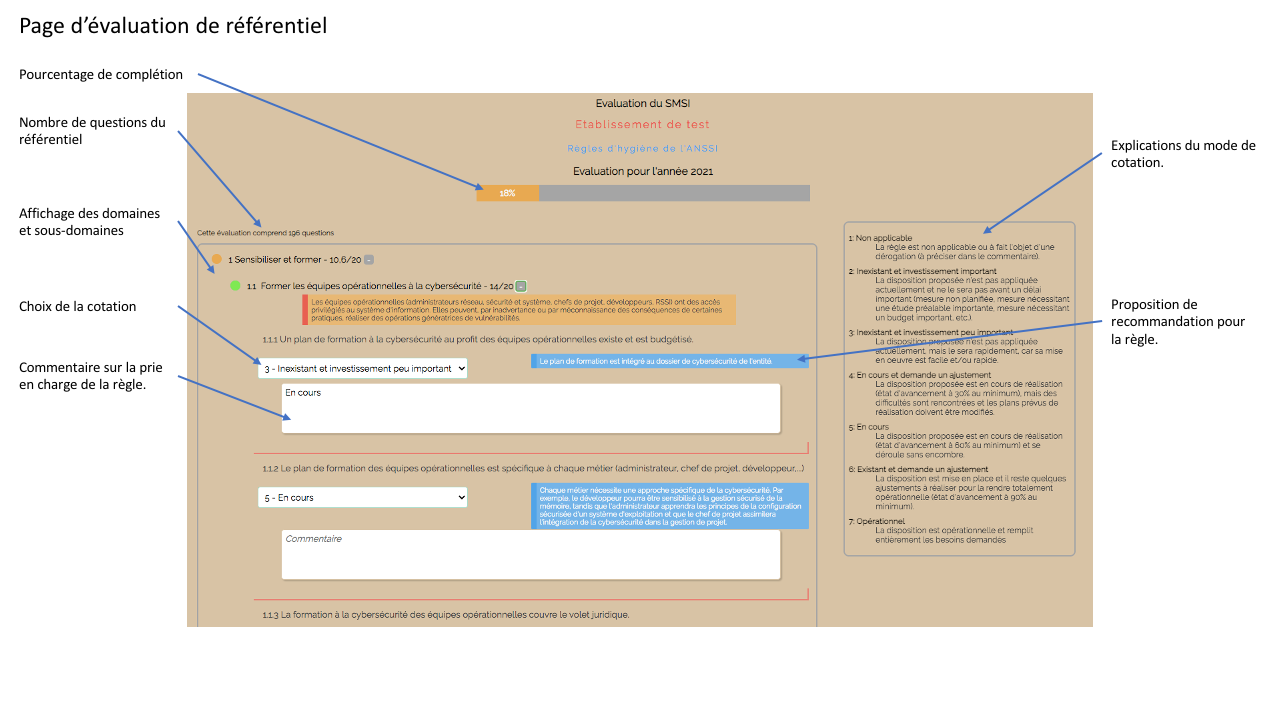 Page d’évaluation de référentiel
Pourcentage de complétion
Nombre de questions du
référentiel
Affichage des domaines
et sous-domaines
Choix de la cotation
Commentaire sur la prie
en charge de la règle.
Evaluation du SMSI
Etablissement de test
Règles d'hygiène de l'ANSSI
Evaluation pour l'année 2021
18%
Cette évaluation comprend 196 questions
1 Sensibiliser et former - 10.6/20 -
1.1 Former les équipes opérationnelles à la cybersécurité - 14/20 -
Les équipes opérationnelles (administrateurs réseau, sécurité et système, chefs de projet, développeurs, RSSI) ont des accès
privilégiés au système d'information. Elles peuvent, par inadvertance ou par méconnaissance des conséquences de certaines
pratiques, réaliser des opérations génératrices de vulnérabilités.
1.1.1 Un plan de formation à la cybersécurité au profit des équipes opérationnelles existe et est budgétisé.
3 - Inexistant et investissement peu important
Le plan de formation est intégré au dossier de cybersécurité de l'entité.
En cours
1.1.2 Le plan de formation des équipes opérationnelles est spécifique à chaque métier (administrateur, chef de projet, développeur,...)
5 - En cours
Chaque métier nécessite une approche spécifique de la cybersécurité. Par
exemple, le développeur pourra être sensibilisé à la gestion sécurisé de la
mémoire, tandis que l'administrateur apprendra les principes de la configuration
sécurisée d'un système d'exploitation et que le chef de projet assimilera
l'intégration de la cybersécurité dans la gestion de projet.
Commentaire
1.1.3 La formation à la cybersécurité des équipes opérationnelles couvre le volet juridique.
1: Non applicable
La règle est non applicable ou à fait l'objet d'une
dérogation (à préciser dans le commentaire).
2: Inexistant et investissement important
La disposition proposée n'est pas appliquée
actuellement et ne le sera pas avant un délai
important (mesure non planifiée, mesure nécessitant
une étude préalable importante, mesure nécessitant
un budget important, etc.).
3: Inexistant et investissement peu important
La disposition proposée n'est pas appliquée
actuellement, mais le sera rapidement, car sa mise
en oeuvre est facile et/ou rapide.
4: En cours et demande un ajustement
La disposition proposée est en cours de réalisation
(état d'avancement à 30% au minimum), mais des
difficultés sont rencontrées et les plans prévus de
réalisation doivent être modifiés.
5: En cours
La disposition proposée est en cours de réalisation
(état d'avancement à 60% au minimum) et se
déroule sans encombre.
6: Existant et demande un ajustement
La disposition est mise en place et il reste quelques
ajustements à réaliser pour la rendre totalement
opérationnelle (état d'avancement à 90% au
minimum).
7: Opérationnel
La disposition est opérationnelle et remplit
entièrement les besoins demandés
Explications du mode de
cotation.
Proposition de
recommandation pour
la règle.